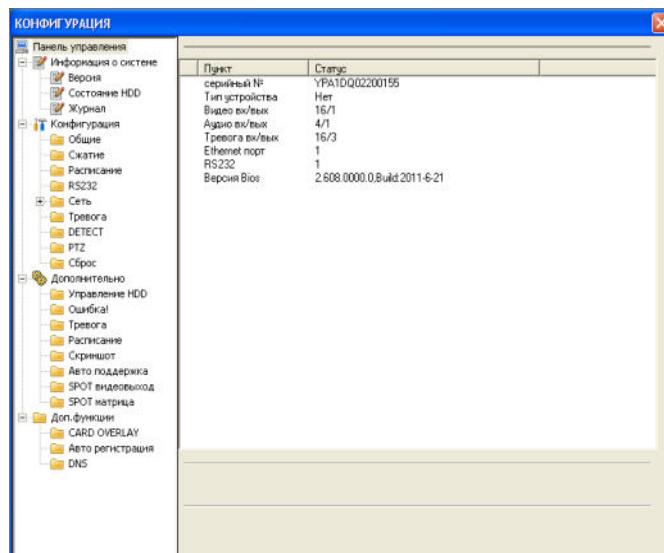 КОНФИГУРАЦИЯ
Панель управления
Информация о системе
Версия
Состояние HDD
Журнал
Конфигурация
Общие
Сжатие
Расписание
RS232
Сеть
Тревога
DETECT
PTZ
Сброс
Дополнительно
Управление HDD
Ошибка!
Тревога
Расписание
Скриншот
Авто поддержка
SPOT видеовыход
SPOT матрица
Доп.функции
CARD OVERLAY
Авто регистрация
DNS
Пункт Статус
серийный № YPA1DQ02200155
Тип устройства Нет
Видео вх/вых 16/1
Аудио вх/вых 4/1
Тревога вх/вых 16/3
Ethernet порт 1
RS232 1
Версия Bios 2.608.0000.0,Build:2011-6-21